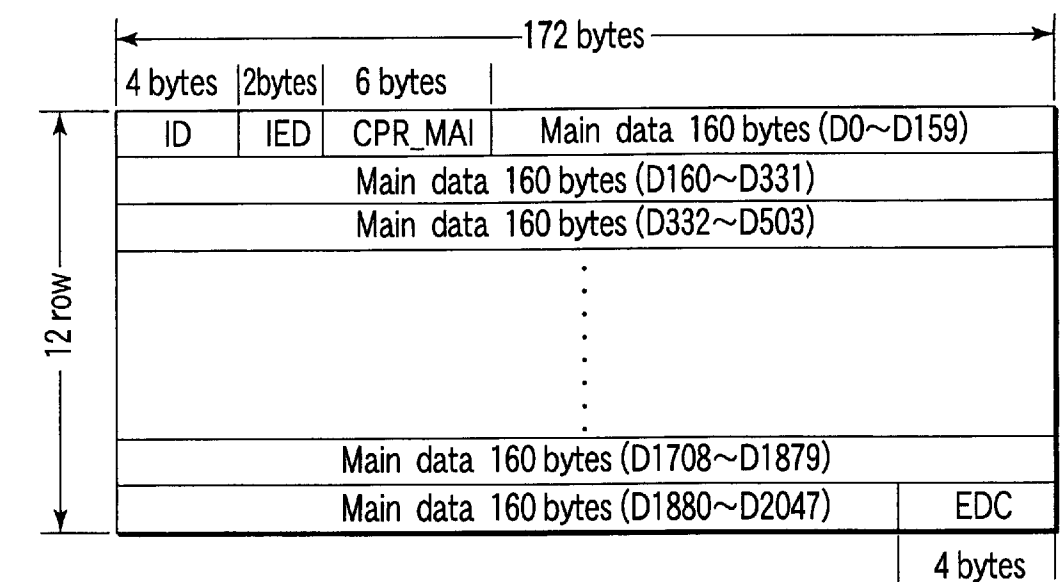 172 bytes
4 bytes 2bytes 6 bytes
ID IED CPR_MAI Main data 160 bytes (D0~D159)
Main data 160 bytes (D160~D331)
Main data 160 bytes (D332~D503)
12 row
Main data 160 bytes (D1708~D1879)
Main data 160 bytes (D1880~D2047) EDC
4 bytes